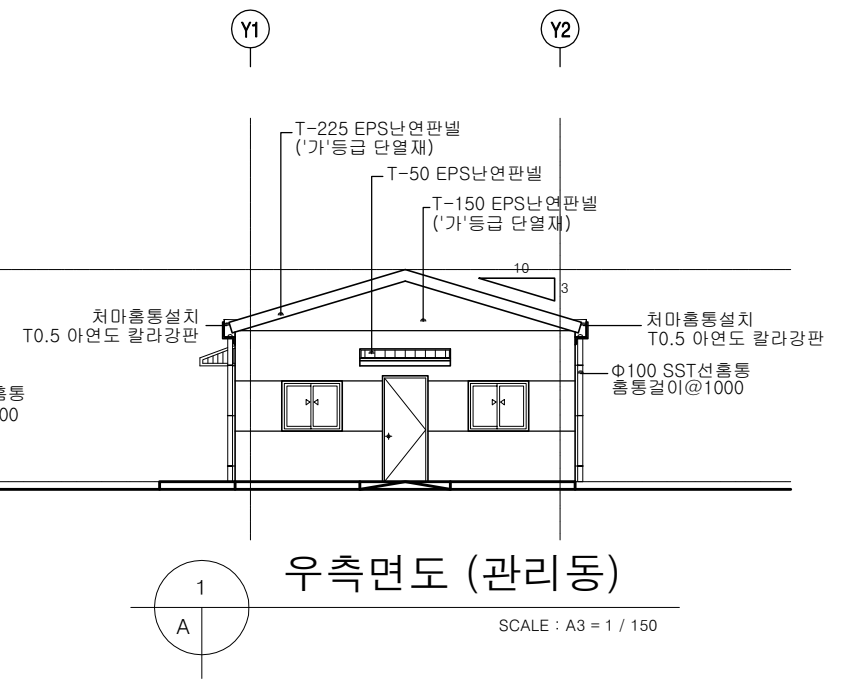 Y1
Y2
T-225 EPS난연판넬
('가'등급 단열재)
T-50 EPS난연판넬
T-150 EPS난연판넬
('가'등급 단열재)
10
3
처마홈통설치
T0.5 아연도 칼라강판
처마홈통설치
T0.5 아연도 칼라강판
Φ100 SST선홈통
홈통걸이@1000
홈통
00
우측면도 (관리동)
1
A
SCALE : A3 = 1 / 150